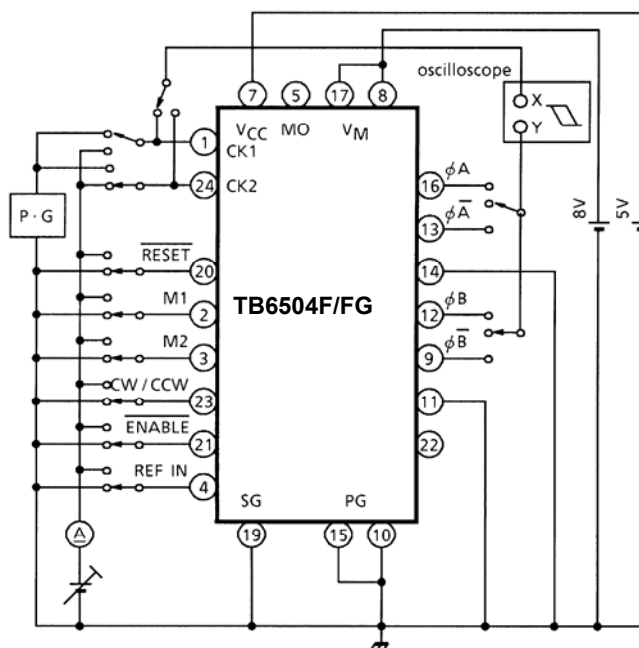 7
5
17
8
oscilloscope
X
Y
VCC
MO
VM
1
CK1
24
CK2
P·G
16
φA
13
φA̅
14
12
φB
9
φB̅
11
22
8V
5V
R̅E̅S̅E̅T̅
20
M1
2
M2
3
CW / CCW
23
E̅N̅A̅B̅L̅E̅
21
REF IN
4
TB6504F/FG
SG
PG
19
15
10
A